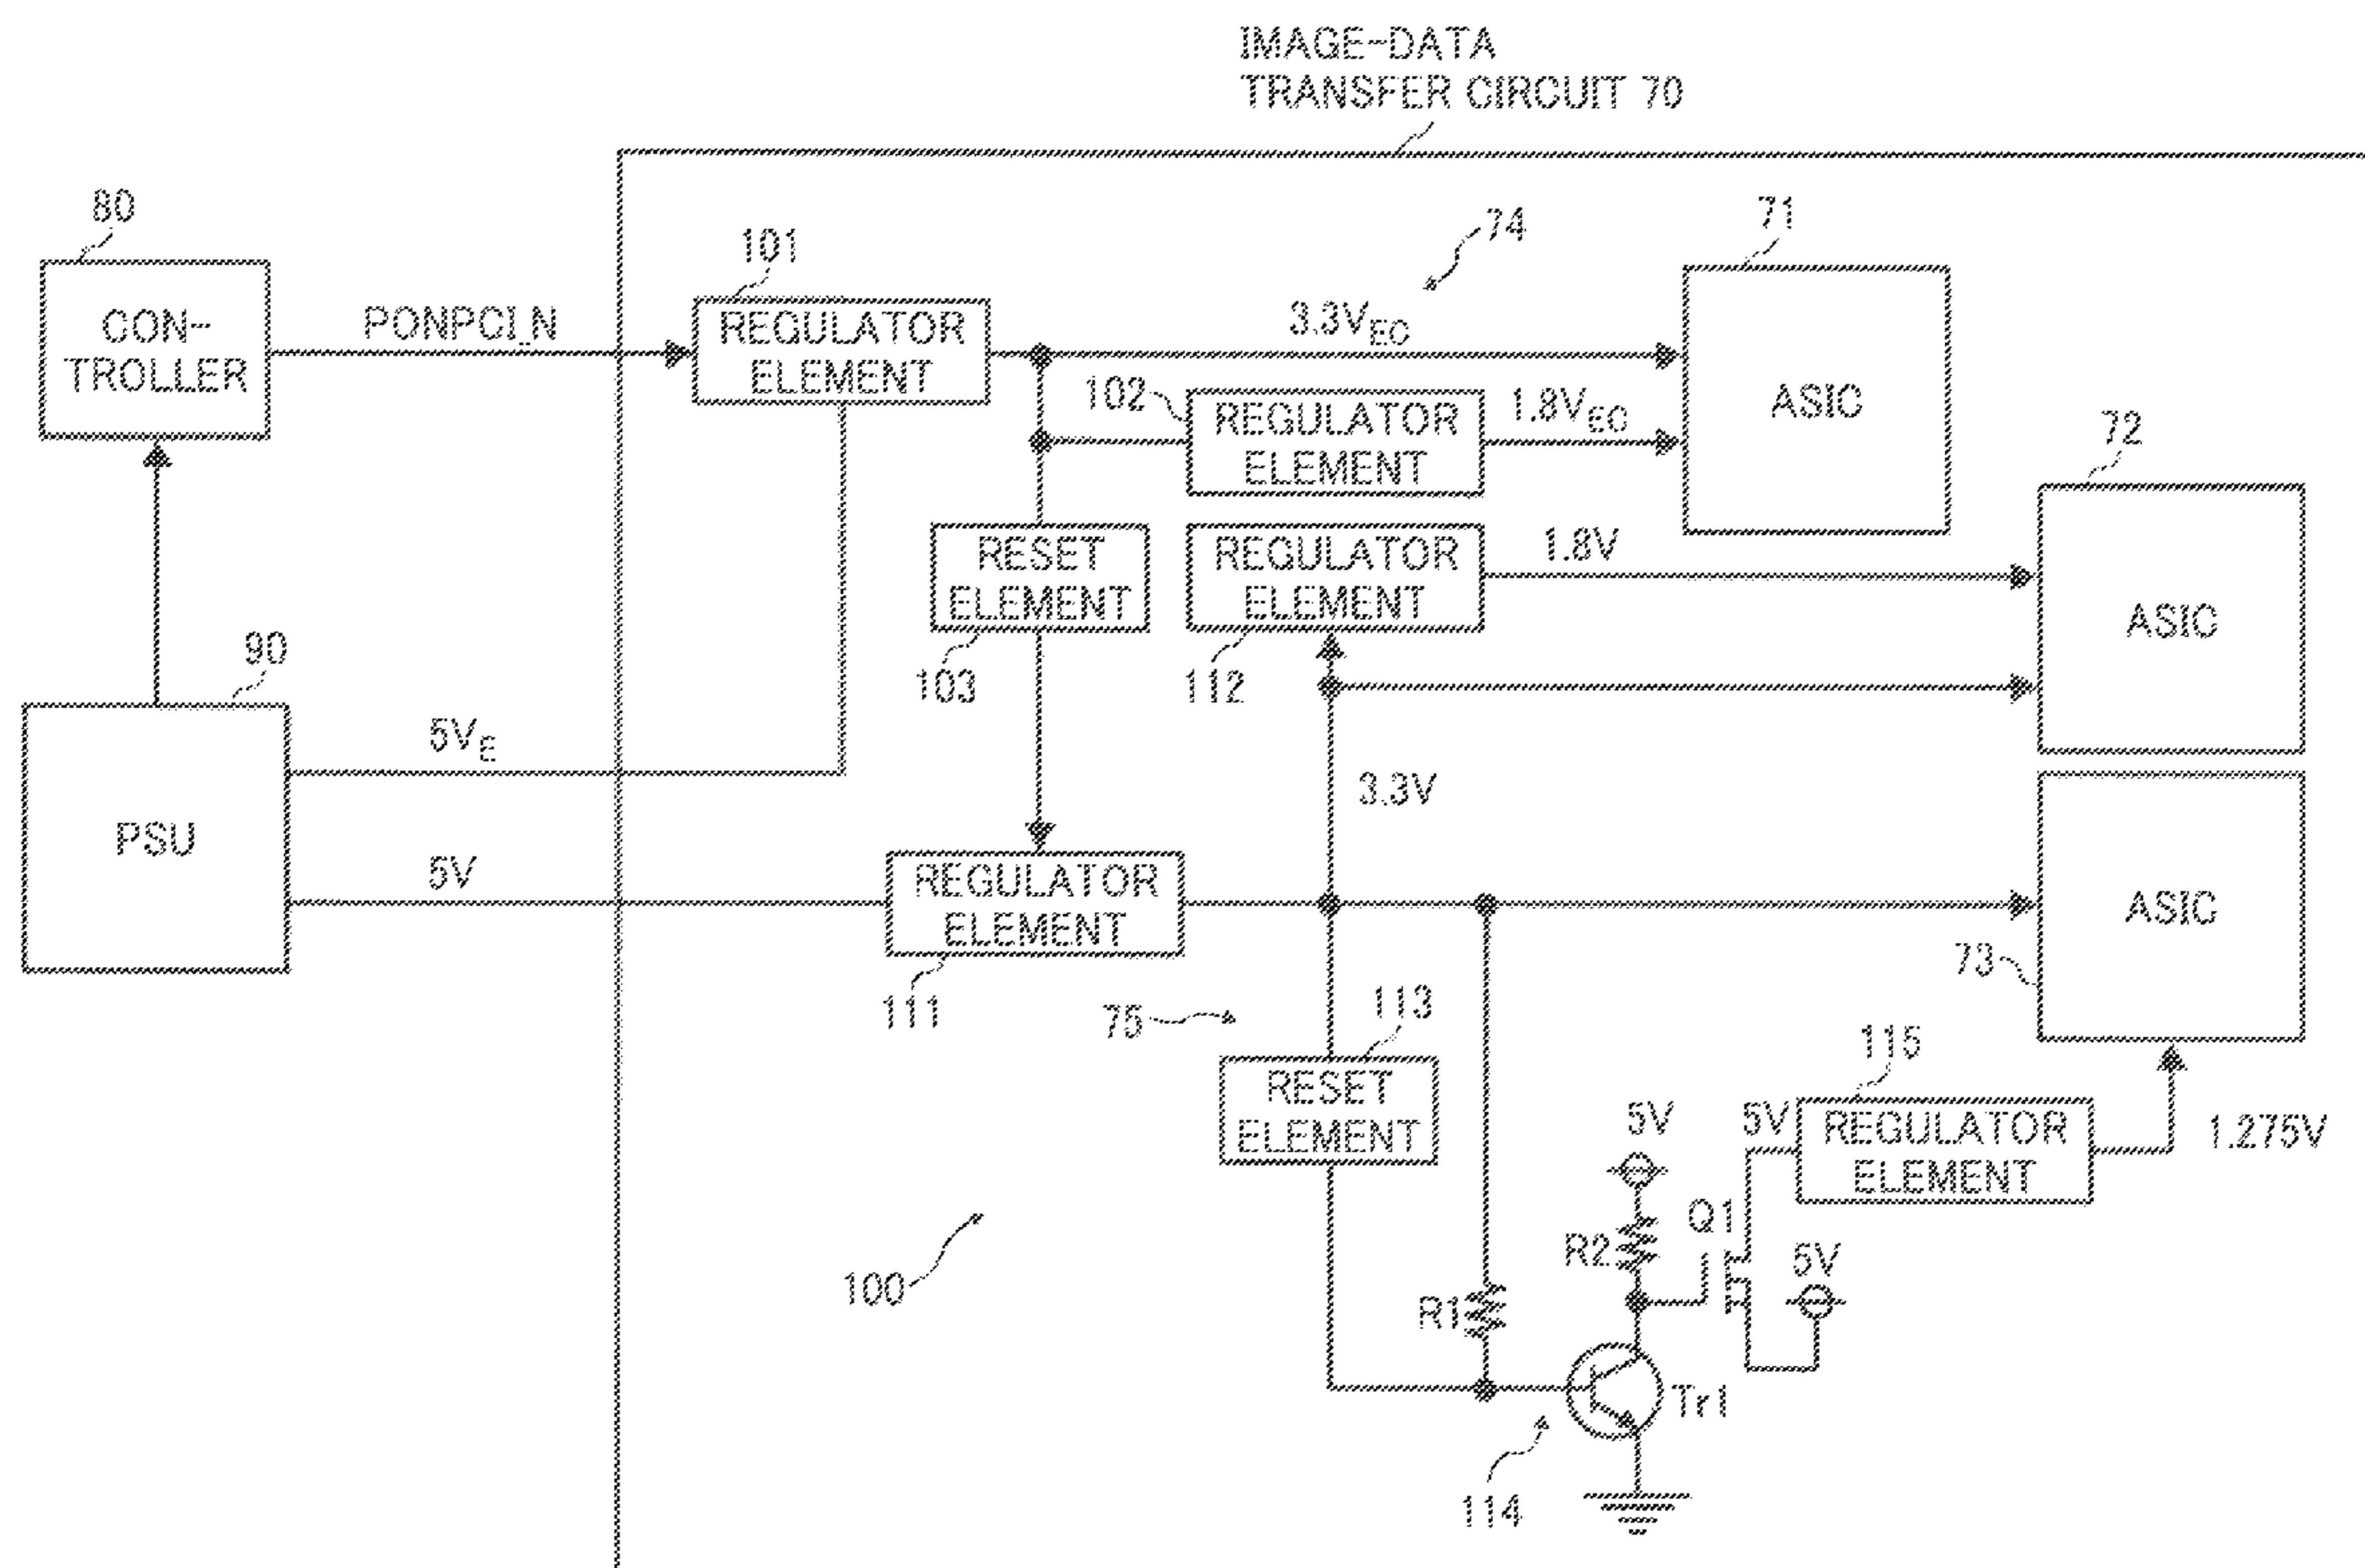 IMAGE-DATA
TRANSFER CIRCUIT 70
80
CON-
TROLLER
PONPCI_N
101
REGULATOR
ELEMENT
74
3.3VEC
71
ASIC
102
REGULATOR
ELEMENT
1.8VEC
72
ASIC
RESET
ELEMENT
103
REGULATOR
ELEMENT
112
1.8V
90
PSU
5VE
5V
3.3V
REGULATOR
ELEMENT
111
ASIC
73
75
113
RESET
ELEMENT
115
REGULATOR
ELEMENT
1.275V
5V
5V
Q1
R2
5V
100
R1
Tr1
114